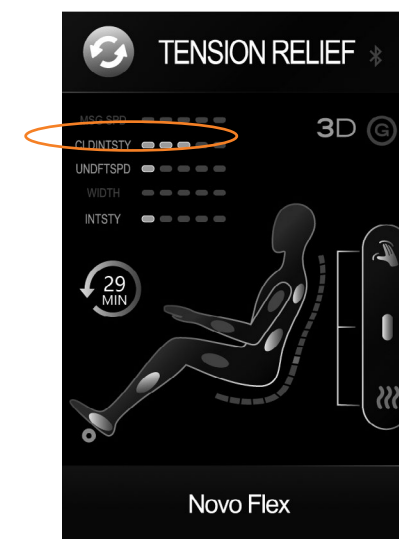 TENSION RELIEF
MSG SPD
3D G
CLDINTSTY
UNDFTSPD
WIDTH
INTSTY
29
MIN
Novo Flex